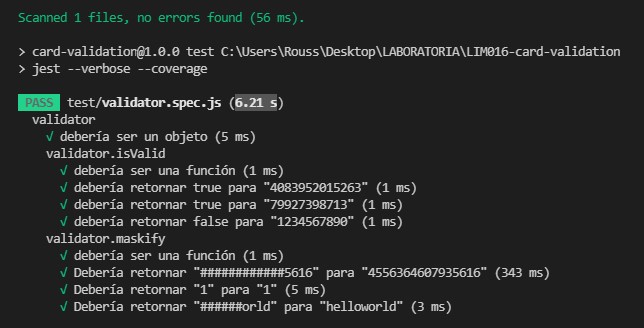 Scanned 1 files, no errors found (56 ms).
> card-validation@1.0.0 test C:\Users\Rouss\Desktop\LABORATORIA\LIM016-card-validation
> jest --verbose --coverage
PASS test/validator.spec.js (6.21 s)
validator
√ debería ser un objeto (5 ms)
validator.isValid
√ debería ser una función (1 ms)
√ debería retornar true para "4083952015263" (1 ms)
√ debería retornar true para "79927398713" (1 ms)
√ debería retornar false para "1234567890" (1 ms)
validator.maskify
√ debería ser una función (1 ms)
√ Debería retornar "############5616" para "4556364607935616" (343 ms)
√ Debería retornar "1" para "1" (5 ms)
√ Debería retornar "######orld" para "helloworld" (3 ms)